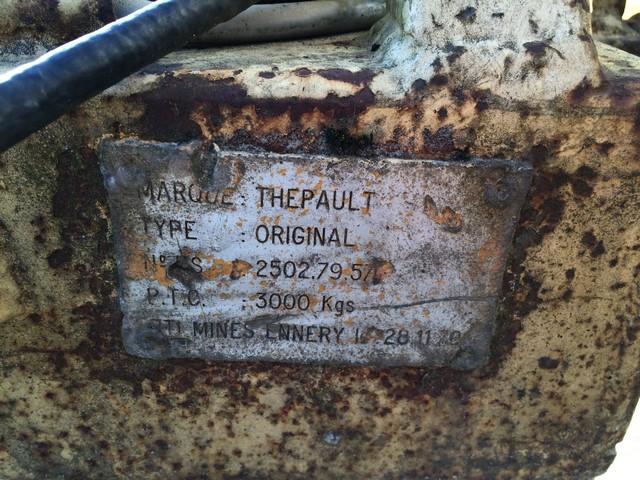 MARQUE : THEPAULT
TYPE : ORIGINAL
N° S. : 2502.79.5/
P.T.C. : 3000 Kgs
MINES ENNERY 28 11